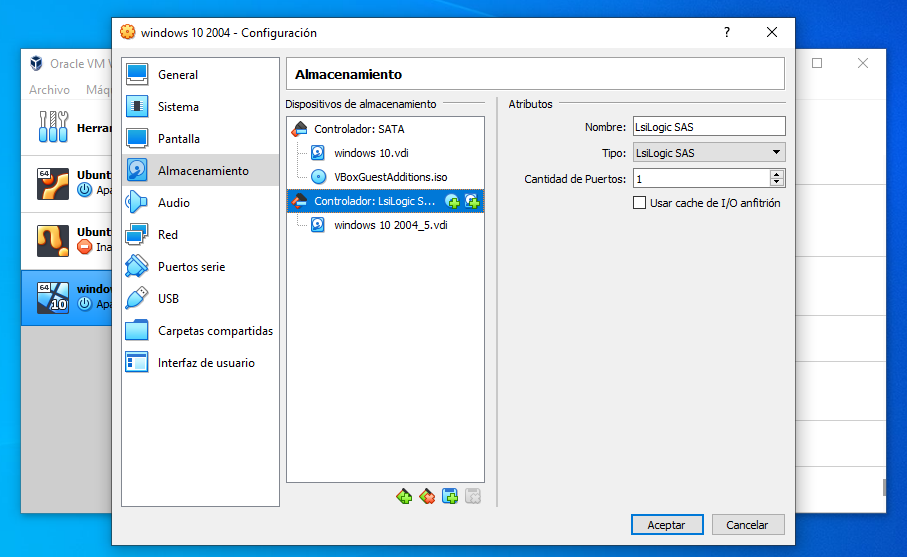 windows 10 2004 - Configuración
?
Oracle VM V
Archivo Máqu
Herrar
64
Ubunt
Apa
Ubunt
Ina
64
10
windo
Apa
General
Sistema
Pantalla
Almacenamiento
Audio
Red
Puertos serie
USB
Carpetas compartidas
Interfaz de usuario
Almacenamiento
Dispositivos de almacenamiento
Controlador: SATA
windows 10.vdi
VBoxGuestAdditions.iso
Controlador: LsiLogic S...
windows 10 2004_5.vdi
Atributos
Nombre: LsiLogic SAS
Tipo: LsiLogic SAS
Cantidad de Puertos: 1
Usar cache de I/O anfitrión
Aceptar Cancelar